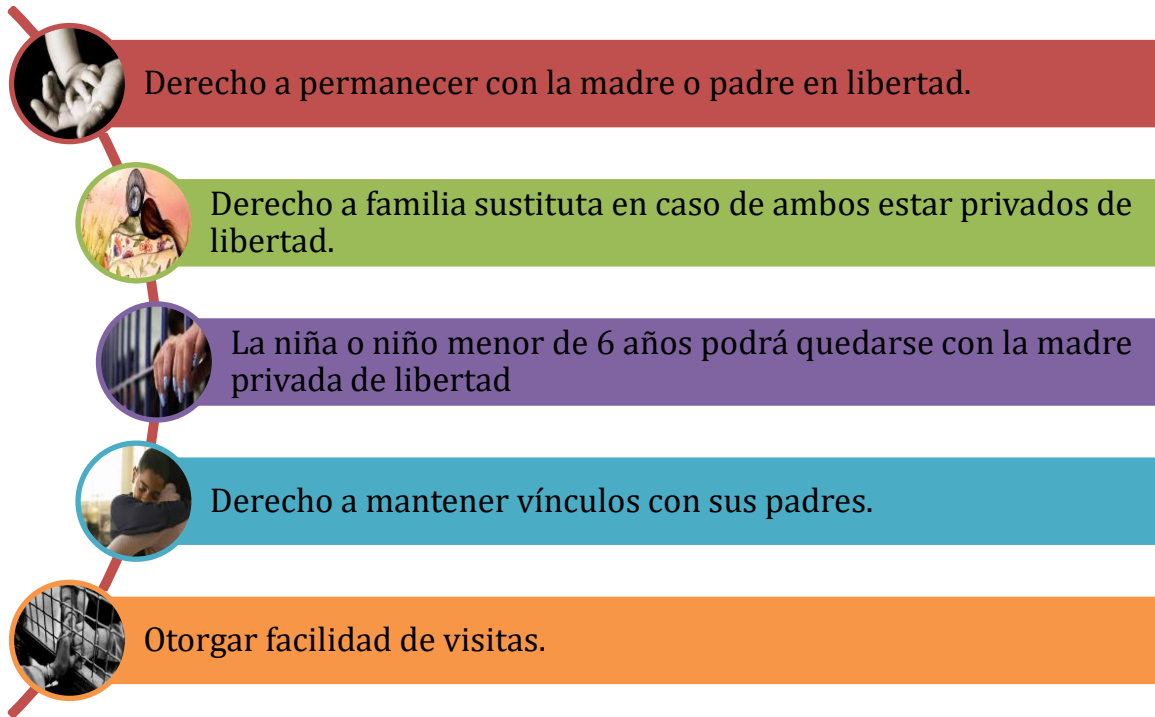 Derecho a permanecer con la madre o padre en libertad.
Derecho a familia sustituta en caso de ambos estar privados de
libertad.
La niña o niño menor de 6 años podrá quedarse con la madre
privada de libertad
Derecho a mantener vínculos con sus padres.
Otorgar facilidad de visitas.